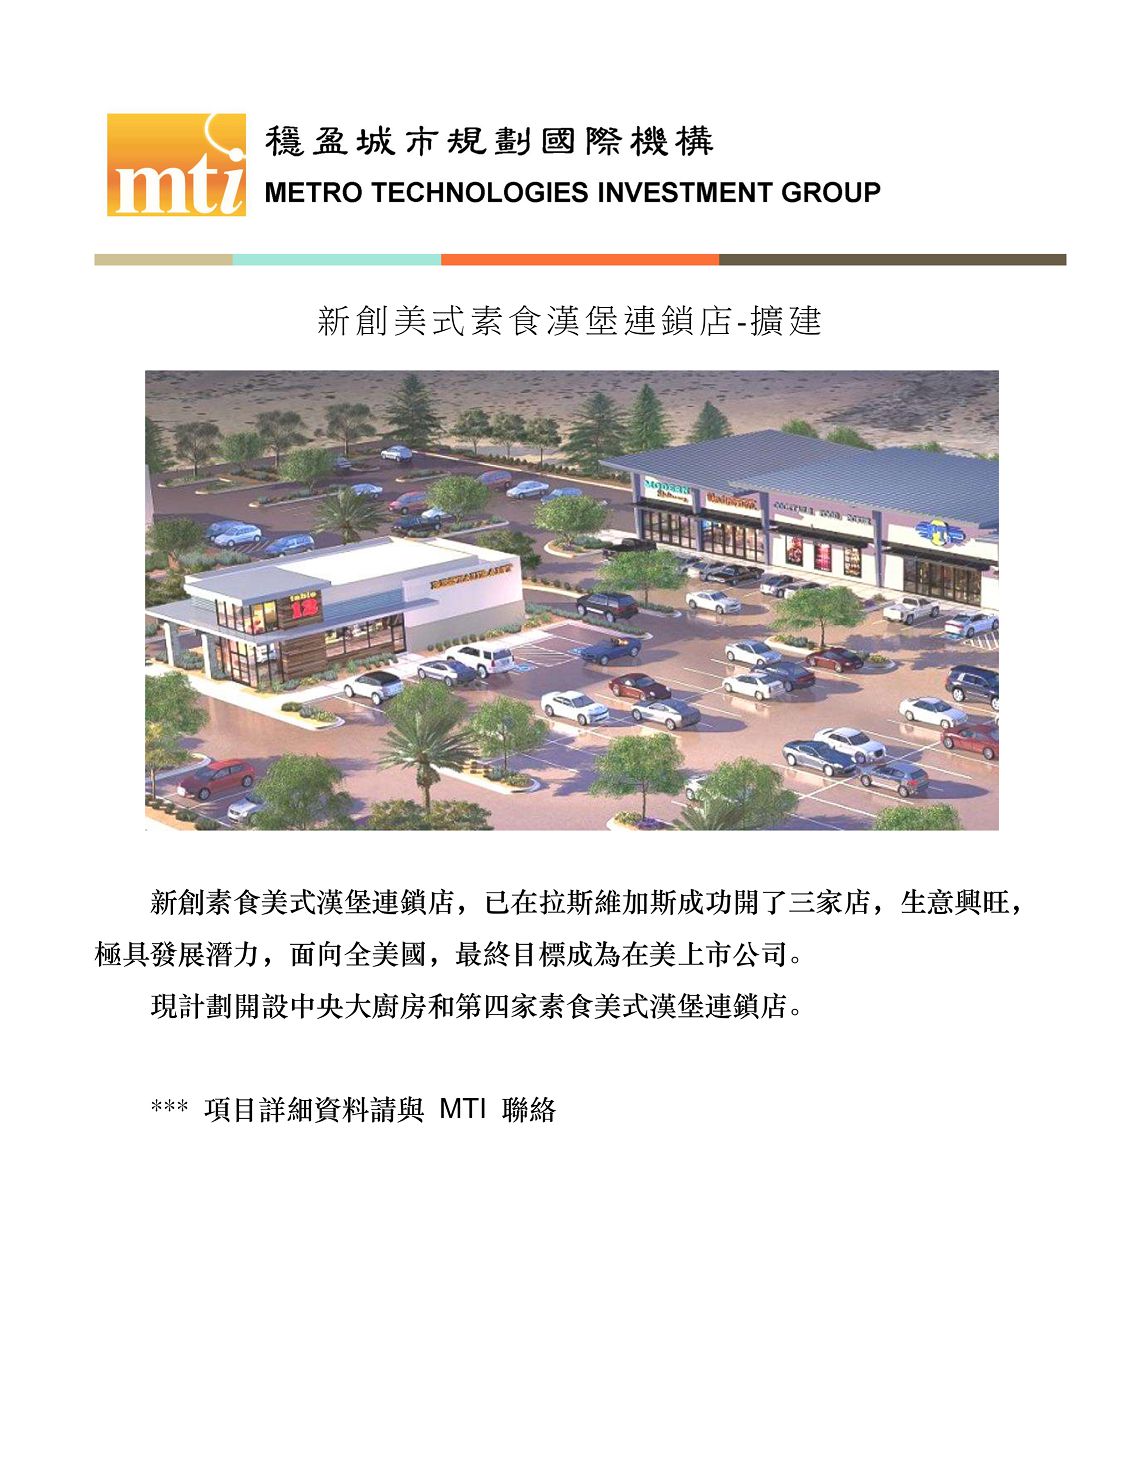 mti
穩盈城市規劃國際機構
METRO TECHNOLOGIES INVESTMENT GROUP
新創美式素食漢堡連鎖店-擴建
MODERN
RESTAURANT
table
12
新創素食美式漢堡連鎖店，已在拉斯維加斯成功開了三家店，生意興旺，
極具發展潛力，面向全美國，最終目標成為在美上市公司。
現計劃開設中央大廚房和第四家素食美式漢堡連鎖店。
*** 項目詳細資料請與 MTI 聯絡